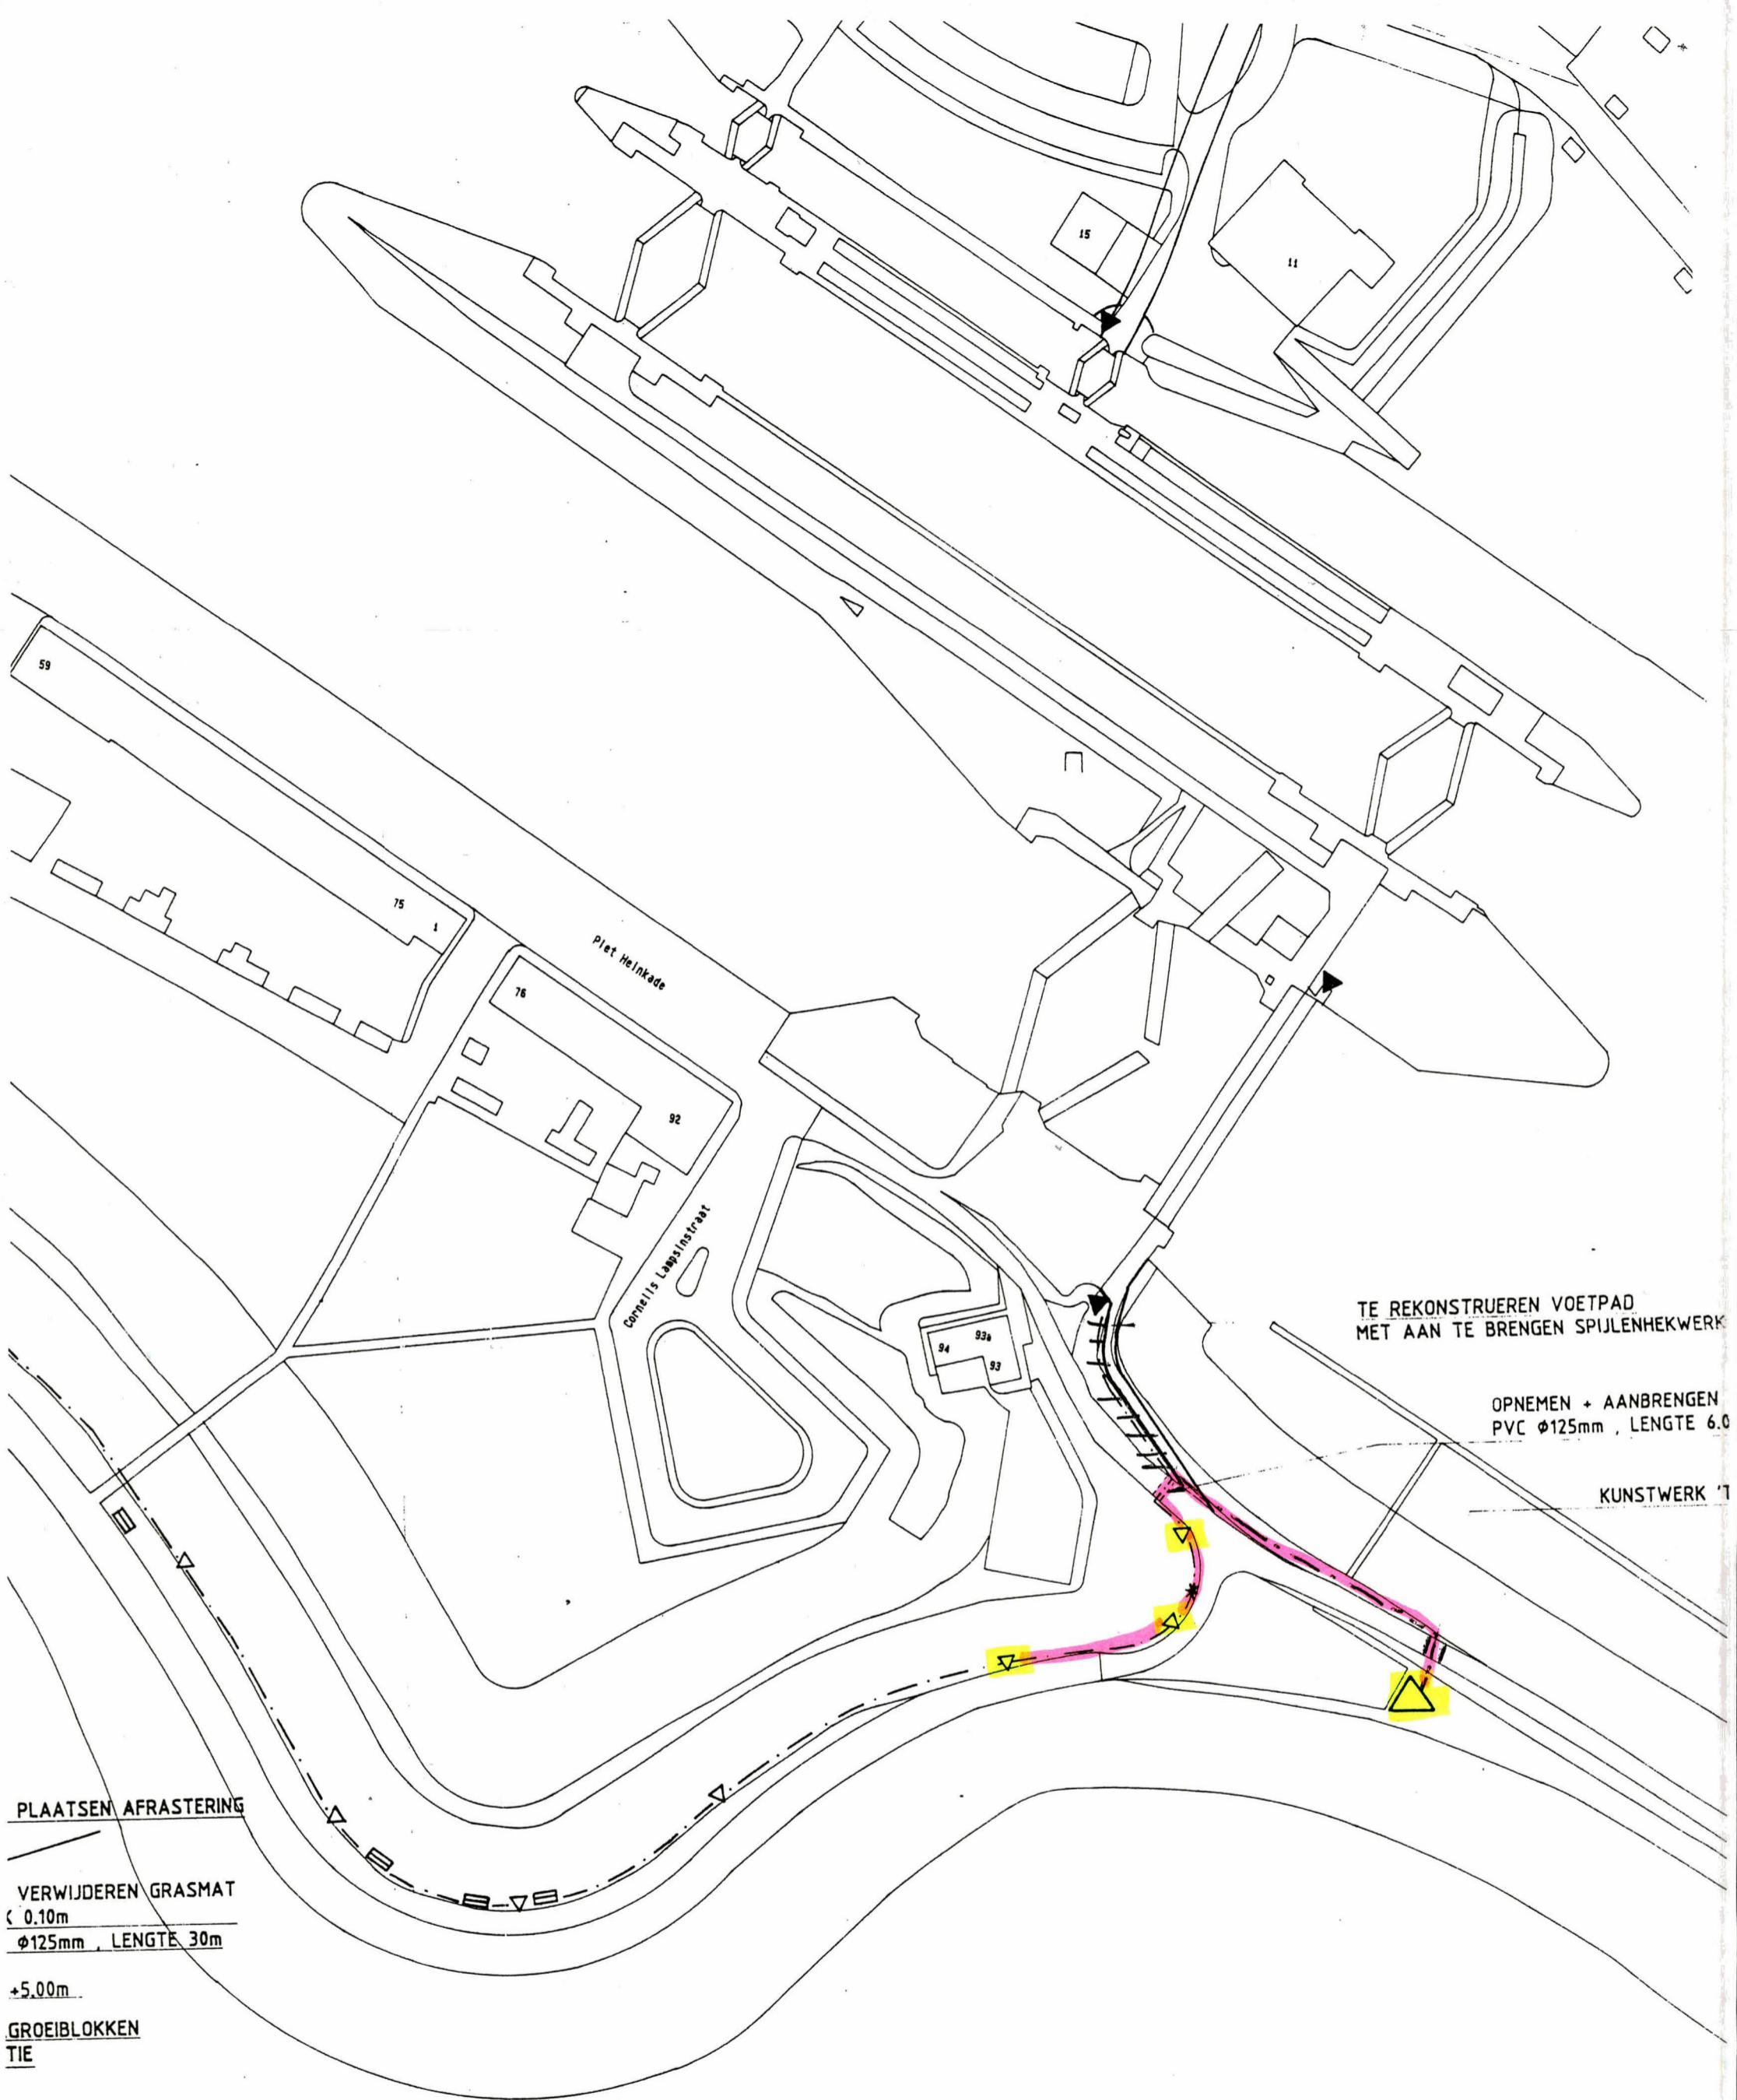 15
11
59
75
1
Piet Heinkade
76
92
Cornelis Lampsinstraat
94
93a
93
TE REKONSTRUEREN VOETPAD
MET AAN TE BRENGEN SPIJLENHEKWERK
OPNEMEN + AANBRENGEN
PVC Φ125mm , LENGTE 6.0
KUNSTWERK 'T
PLAATSEN AFRASTERING
VERWIJDEREN GRASMAT
0.10m
Φ125mm , LENGTE 30m
+5.00m
GROEIBLOKKEN
TIE